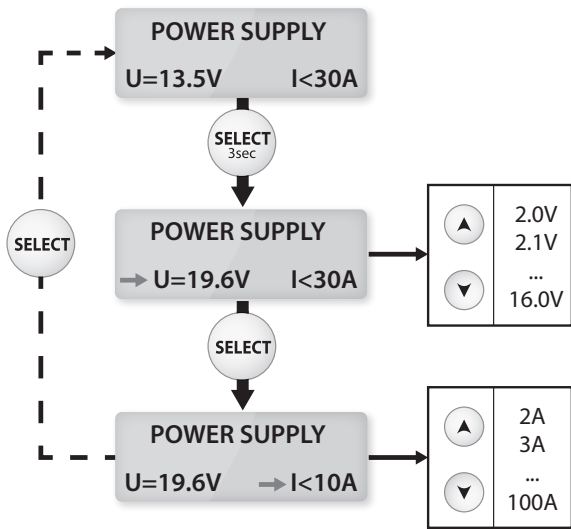 POWER SUPPLY
U=13.5V I<30A
SELECT
3sec
POWER SUPPLY
U=19.6V I<30A
2.0V
2.1V
...
16.0V
SELECT
SELECT
POWER SUPPLY
U=19.6V I<10A
2A
3A
...
100A